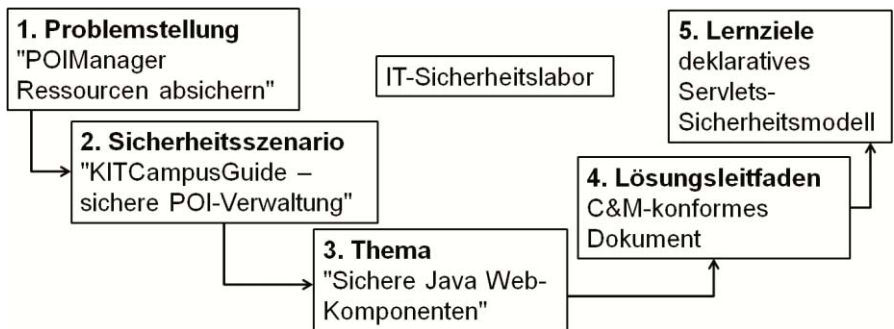 1. Problemstellung
"POIManager
Ressourcen absichern"
IT-Sicherheitslabor
5. Lernziele
deklaratives
Servlets-
Sicherheitsmodell
2. Sicherheitsszenario
"KITCampusGuide –
sichere POI-Verwaltung"
4. Lösungsleitfaden
C&M-konformes
Dokument
3. Thema
"Sichere Java Web-
Komponenten"